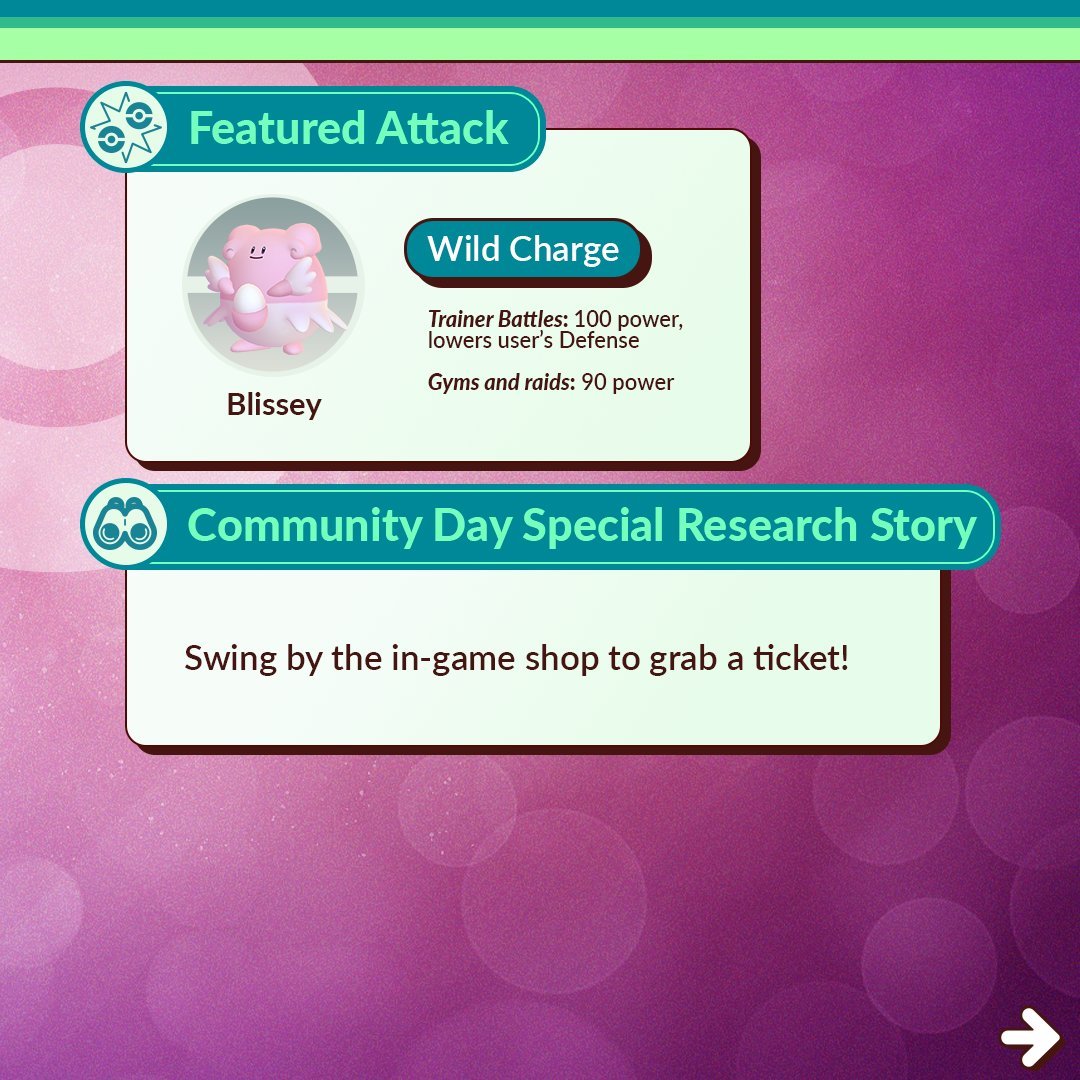 Featured Attack
Wild Charge
Trainer Battles: 100 power,
lowers user’s Defense
Gyms and raids: 90 power
Blissey
Community Day Special Research Story
Swing by the in-game shop to grab a ticket!